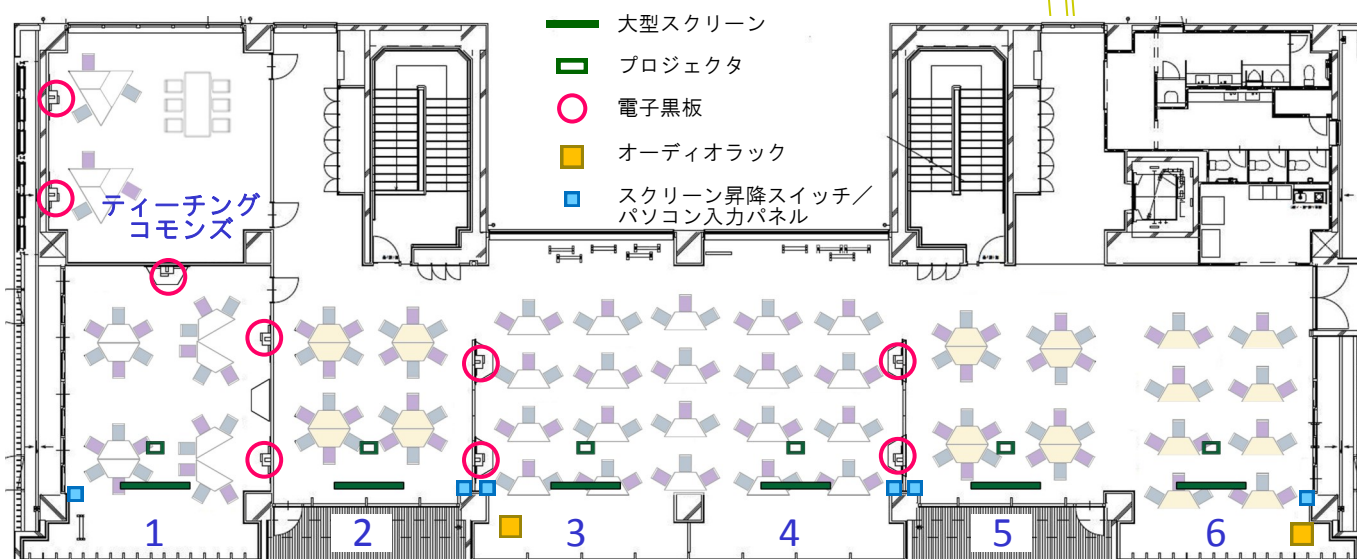 大型スクリーン
プロジェクタ
電子黒板
オーディオラック
スクリーン昇降スイッチ／
パソコン入力パネル
ティーチング
コモンズ
1
2
3
4
5
6